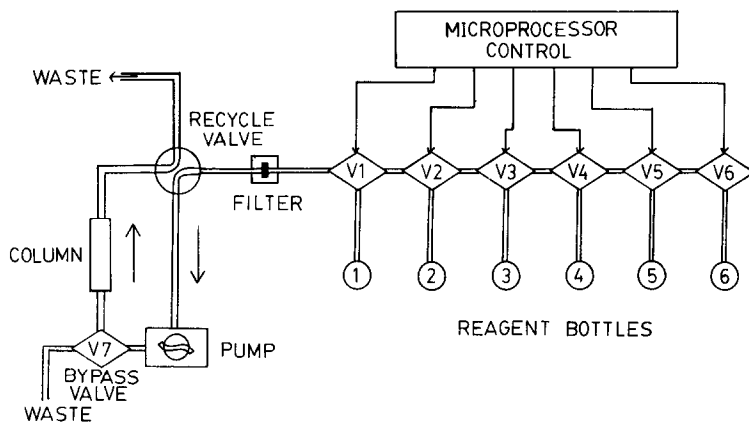 MICROPROCESSOR
CONTROL
WASTE
RECYCLE
VALVE
FILTER
V1
V2
V3
V4
V5
V6
COLUMN
1
2
3
4
5
6
REAGENT BOTTLES
V7
PUMP
BYPASS
VALVE
WASTE